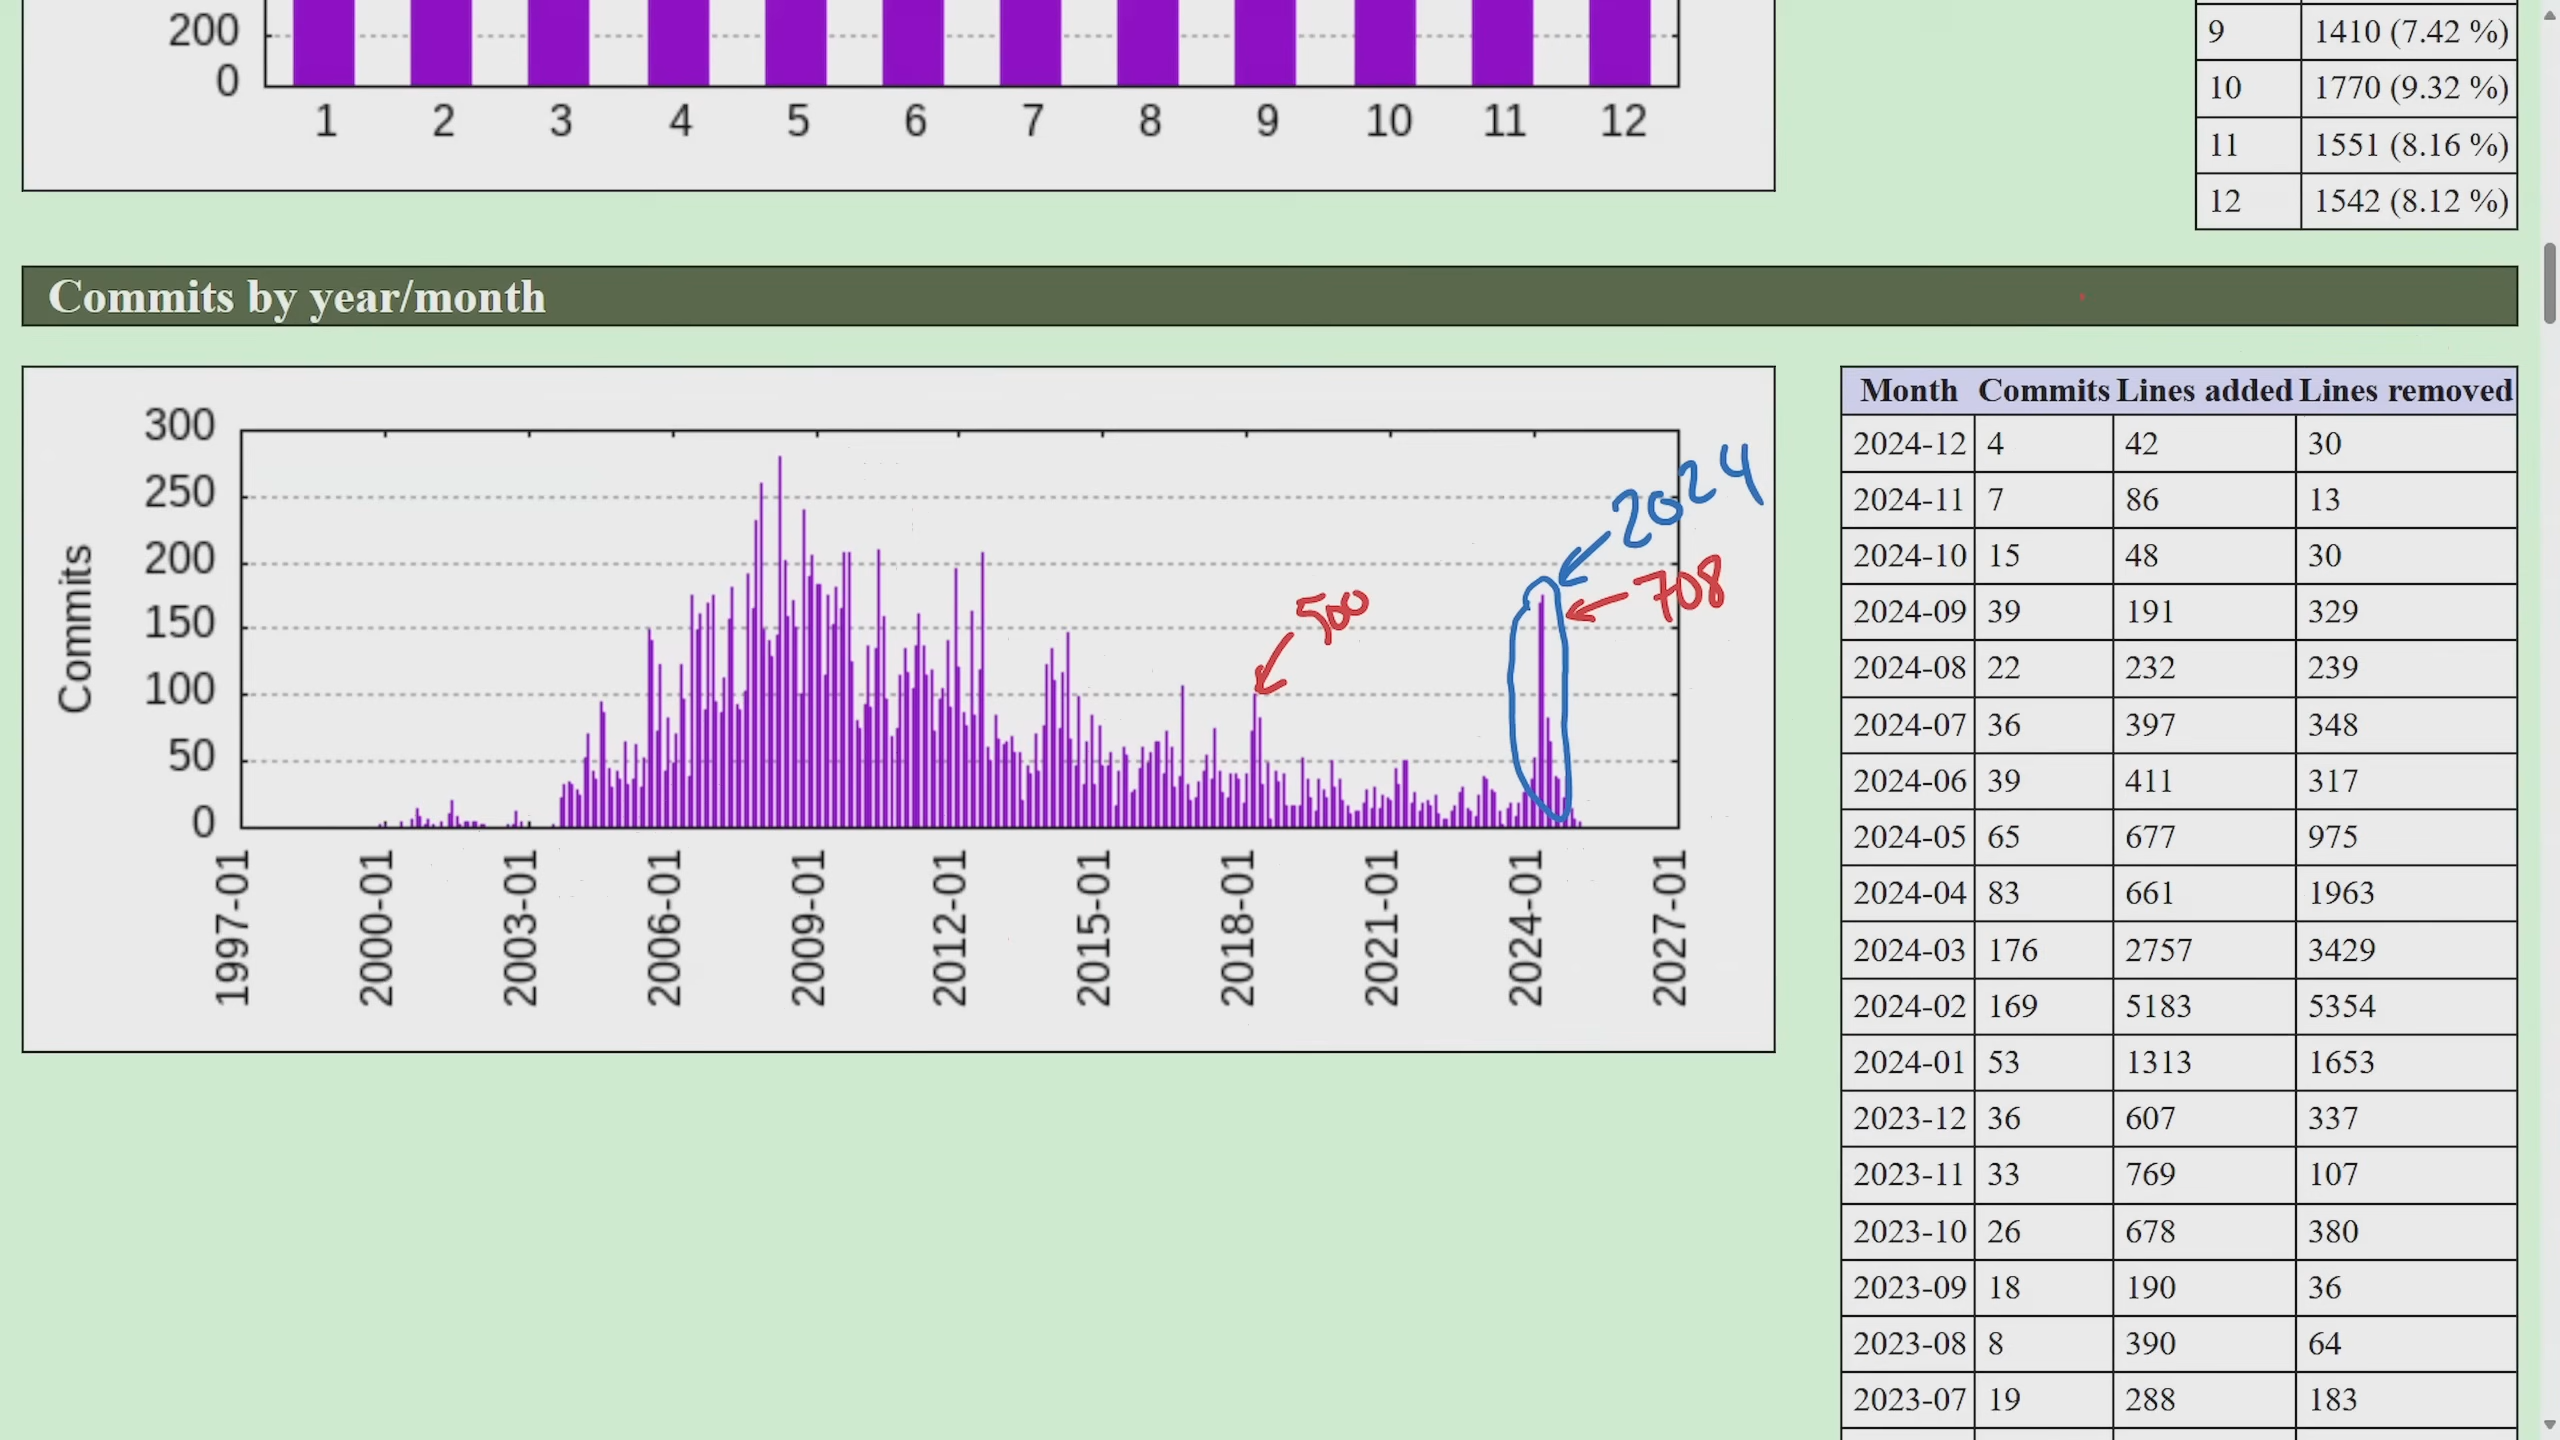 200
0
1 2 3 4 5 6 7 8 9 10 11 12
9 1410 (7.42 %)
10 1770 (9.32 %)
11 1551 (8.16 %)
12 1542 (8.12 %)
Commits by year/month
300
250
200
150
100
50
0
Commits
1997-01 2000-01 2003-01 2006-01 2009-01 2012-01 2015-01 2018-01 2021-01 2024-01 2027-01
2024
708
500
Month Commits Lines added Lines removed
2024-12 4 42 30
2024-11 7 86 13
2024-10 15 48 30
2024-09 39 191 329
2024-08 22 232 239
2024-07 36 397 348
2024-06 39 411 317
2024-05 65 677 975
2024-04 83 661 1963
2024-03 176 2757 3429
2024-02 169 5183 5354
2024-01 53 1313 1653
2023-12 36 607 337
2023-11 33 769 107
2023-10 26 678 380
2023-09 18 190 36
2023-08 8 390 64
2023-07 19 288 183